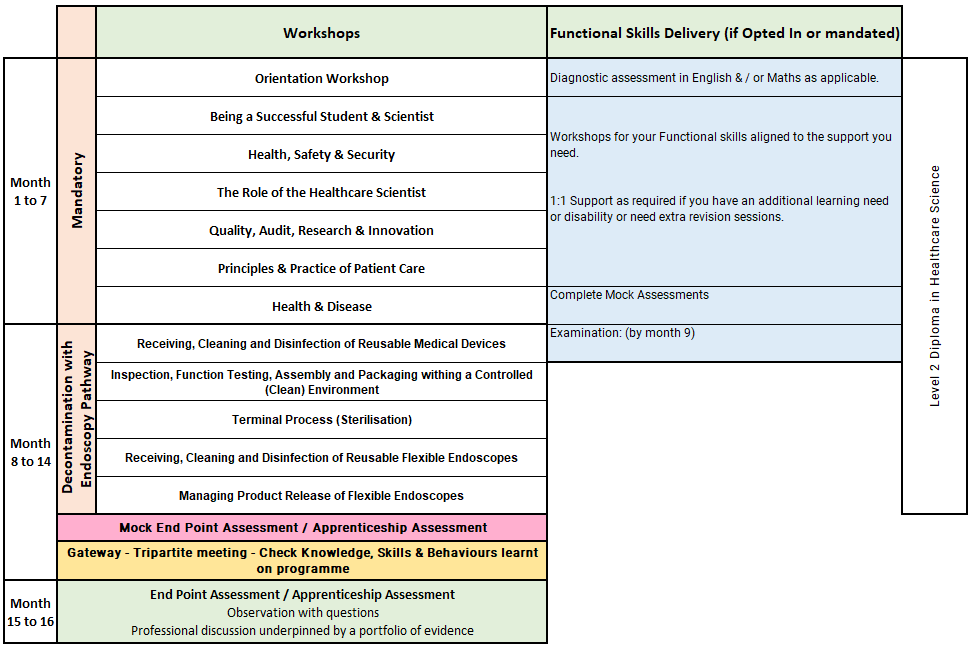 Workshops
Functional Skills Delivery (if Opted In or mandated)
Month
1 to 7
Mandatory
Orientation Workshop
Diagnostic assessment in English & / or Maths as applicable.
Being a Successful Student & Scientist
Health, Safety & Security
The Role of the Healthcare Scientist
Quality, Audit, Research & Innovation
Principles & Practice of Patient Care
Workshops for your Functional skills aligned to the support you
need.
1:1 Support as required if you have an additional learning need
or disability or need extra revision sessions.
Health & Disease
Complete Mock Assessments
Level 2 Diploma in Healthcare Science
Month
8 to 14
Decontamination with
Endoscopy Pathway
Receiving, Cleaning and Disinfection of Reusable Medical Devices
Examination: (by month 9)
Inspection, Function Testing, Assembly and Packaging withing a Controlled
(Clean) Environment
Terminal Process (Sterilisation)
Receiving, Cleaning and Disinfection of Reusable Flexible Endoscopes
Managing Product Release of Flexible Endoscopes
Mock End Point Assessment / Apprenticeship Assessment
Gateway - Tripartite meeting - Check Knowledge, Skills & Behaviours learnt
on programme
Month
15 to 16
End Point Assessment / Apprenticeship Assessment
Observation with questions
Professional discussion underpinned by a portfolio of evidence